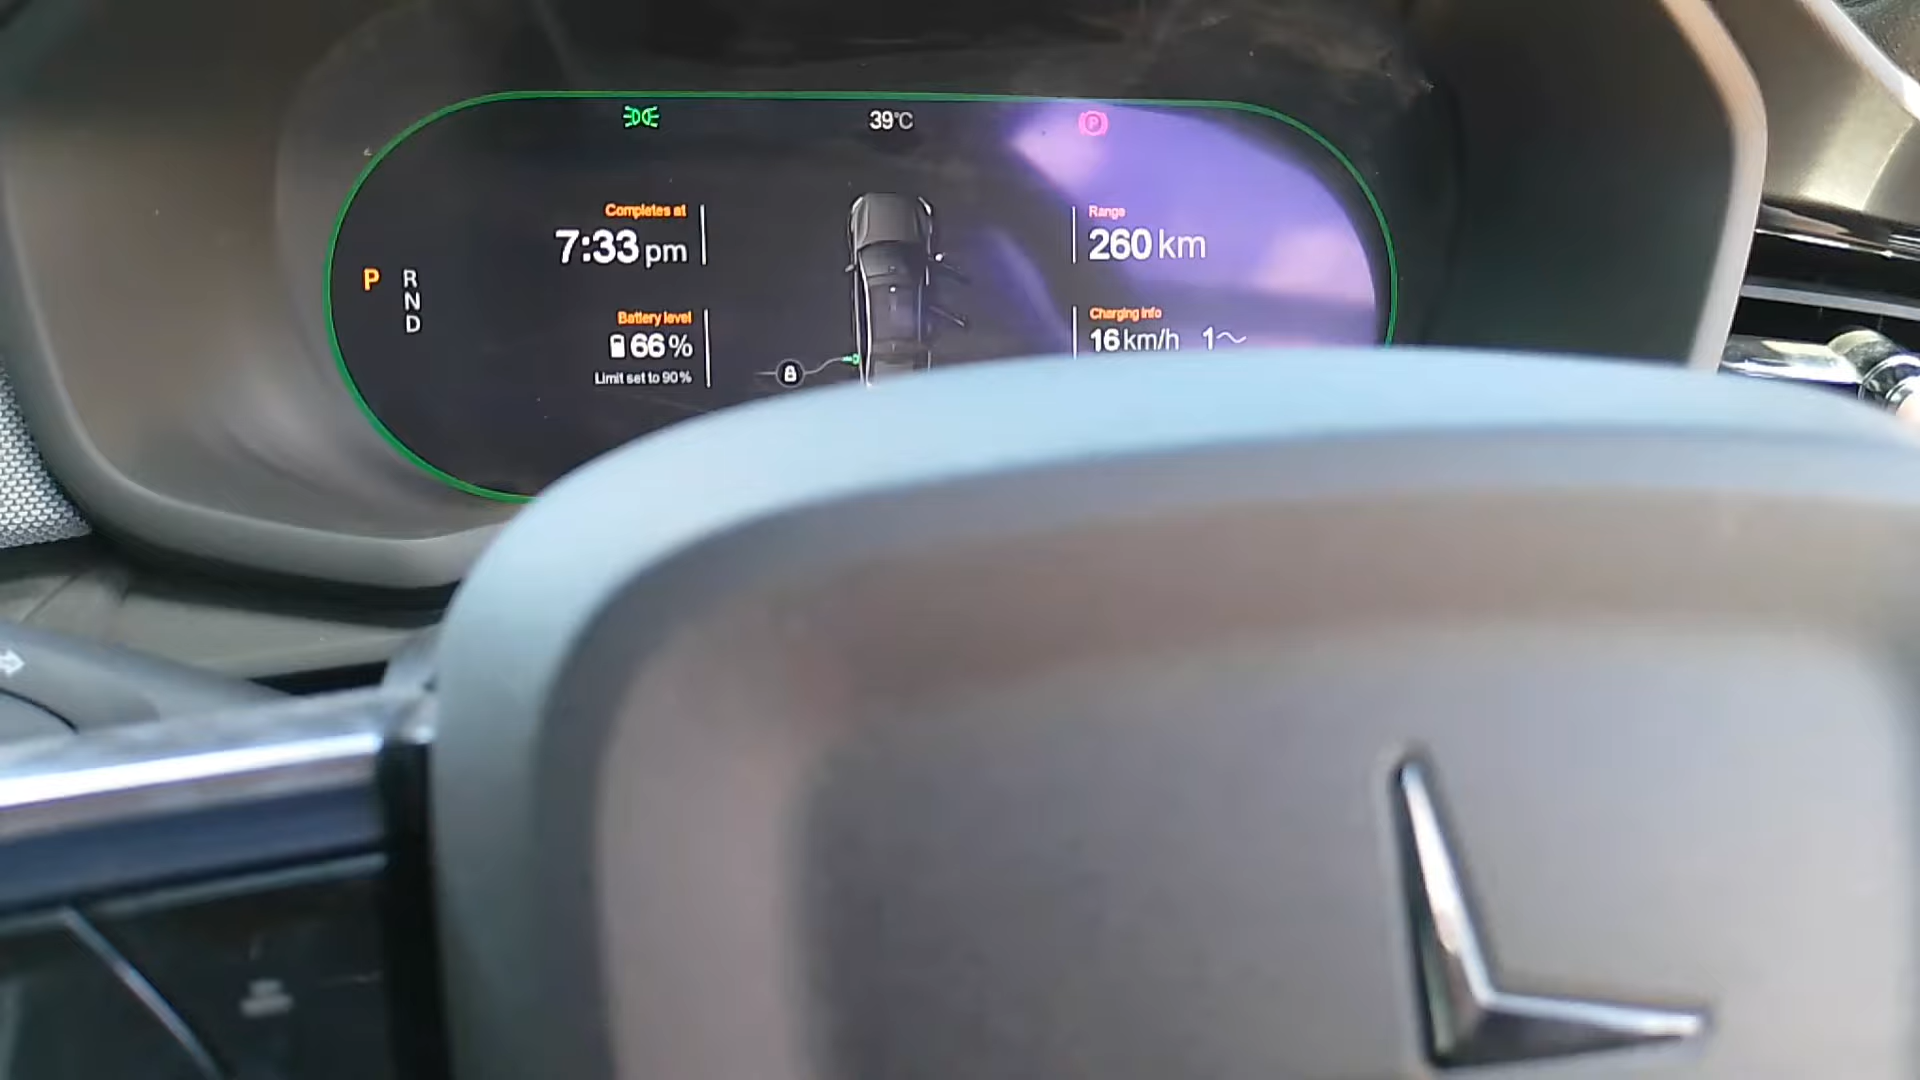 39°C
P
Completes at
7:33 pm
Range
260 km
P R
N
D
Battery level
66 %
Limit set to 90 %
Charging info
16 km/h 1~